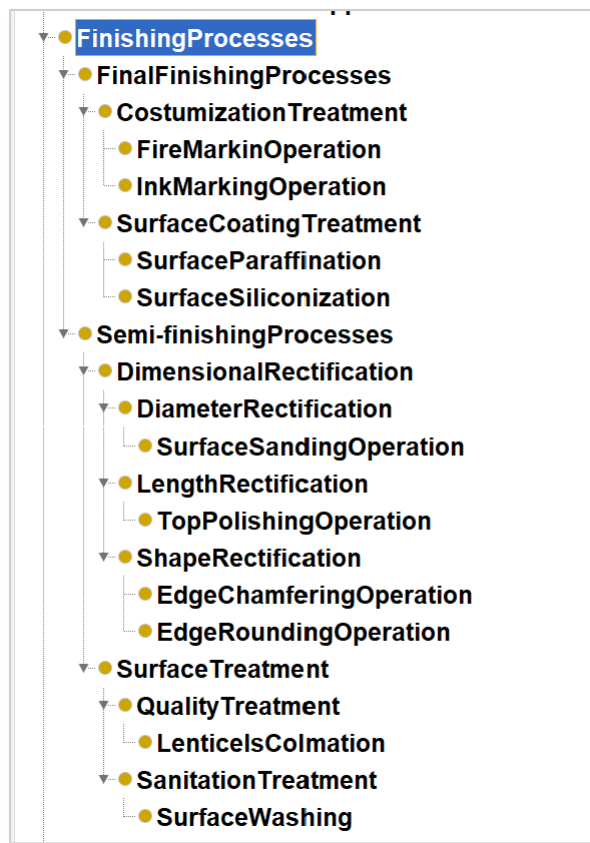 FinishingProcesses
FinalFinishingProcesses
CostumizationTreatment
FireMarkinOperation
InkMarkingOperation
SurfaceCoatingTreatment
SurfaceParaffination
SurfaceSiliconization
Semi-finishingProcesses
DimensionalRectification
DiameterRectification
SurfaceSandingOperation
LengthRectification
TopPolishingOperation
ShapeRectification
EdgeChamferingOperation
EdgeRoundingOperation
SurfaceTreatment
QualityTreatment
LenticelsColmation
SanitationTreatment
SurfaceWashing